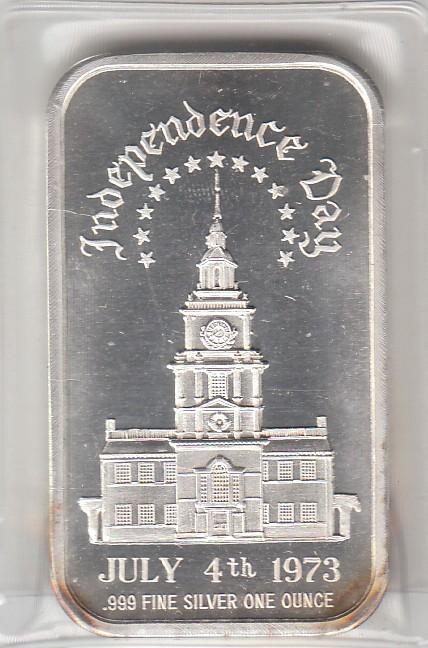 Independence Day
JULY 4th 1973
.999 FINE SILVER ONE OUNCE